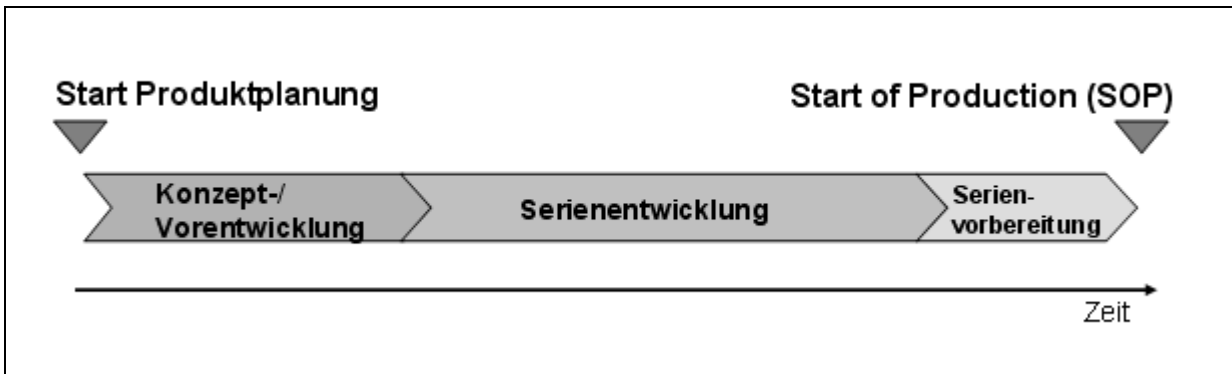 Start Produktplanung
Start of Production (SOP)
Konzept-/
Vorentwicklung
Serienentwicklung
Serien-
vorbereitung
Zeit